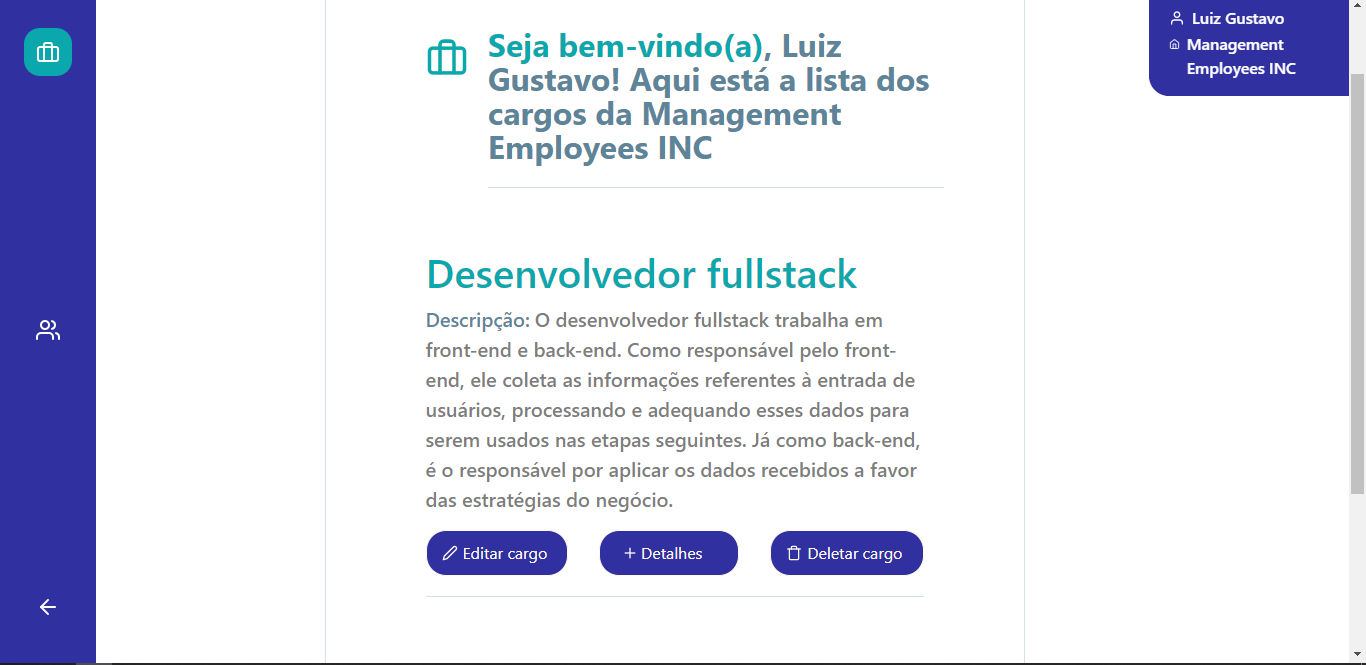 Luiz Gustavo
Management
Employees INC
Seja bem-vindo(a), Luiz
Gustavo! Aqui está a lista dos
cargos da Management
Employees INC
Desenvolvedor fullstack
Descripção: O desenvolvedor fullstack trabalha em
front-end e back-end. Como responsável pelo front-
end, ele coleta as informações referentes à entrada de
usuários, processando e adequando esses dados para
serem usados nas etapas seguintes. Já como back-end,
é o responsável por aplicar os dados recebidos a favor
das estratégias do negócio.
Editar cargo
Detalhes
Deletar cargo